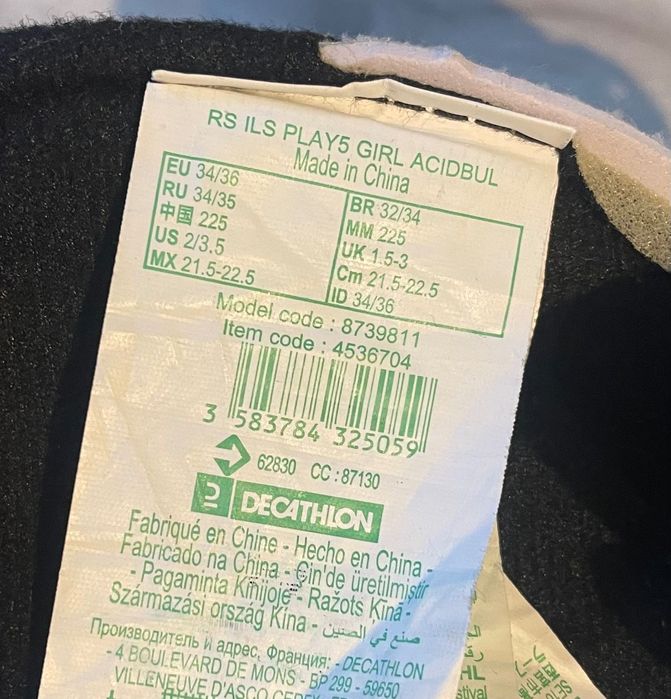 RS ILS PLAY5 GIRL ACIDBUL
Made in China
EU 34/36
RU 34/35
中国 225
US 2/3.5
MX 21.5-22.5
BR 32/34
MM 225
UK 1.5-3
Cm 21.5-22.5
ID 34/36
Model code : 8739811
Item code : 4536704
3 583784 325059
62830 CC :87130
DECATHLON
Fabriqué en Chine - Hecho en China -
Fabricado na China - Çin'de üretilmiştir
- Pagaminta Kinijoje - Ražots Ķīnā -
Származási ország Kína - صنع في الصين
Производитель и адрес, Франция: - DECATHLON
- 4 BOULEVARD DE MONS - BP 299 - 59650
VILLENEUVE D'ASCQ CEDEX